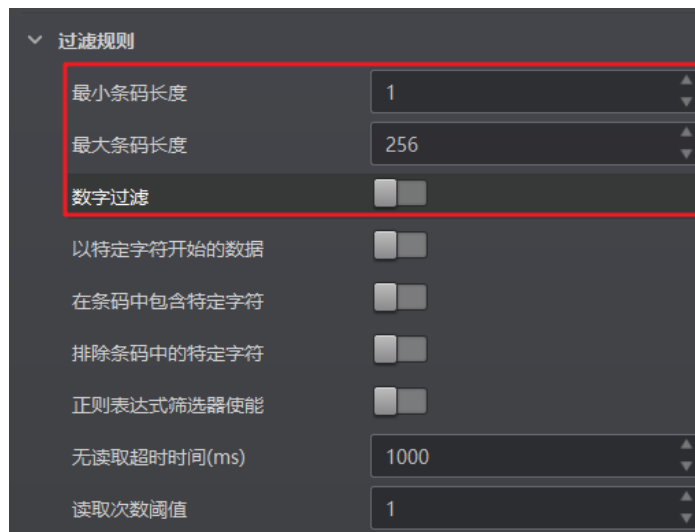 过滤规则
最小条码长度 1
最大条码长度 256
数字过滤
以特定字符开始的数据
在条码中包含特定字符
排除条码中的特定字符
正则表达式筛选器使能
无读取超时时间(ms) 1000
读取次数阈值 1